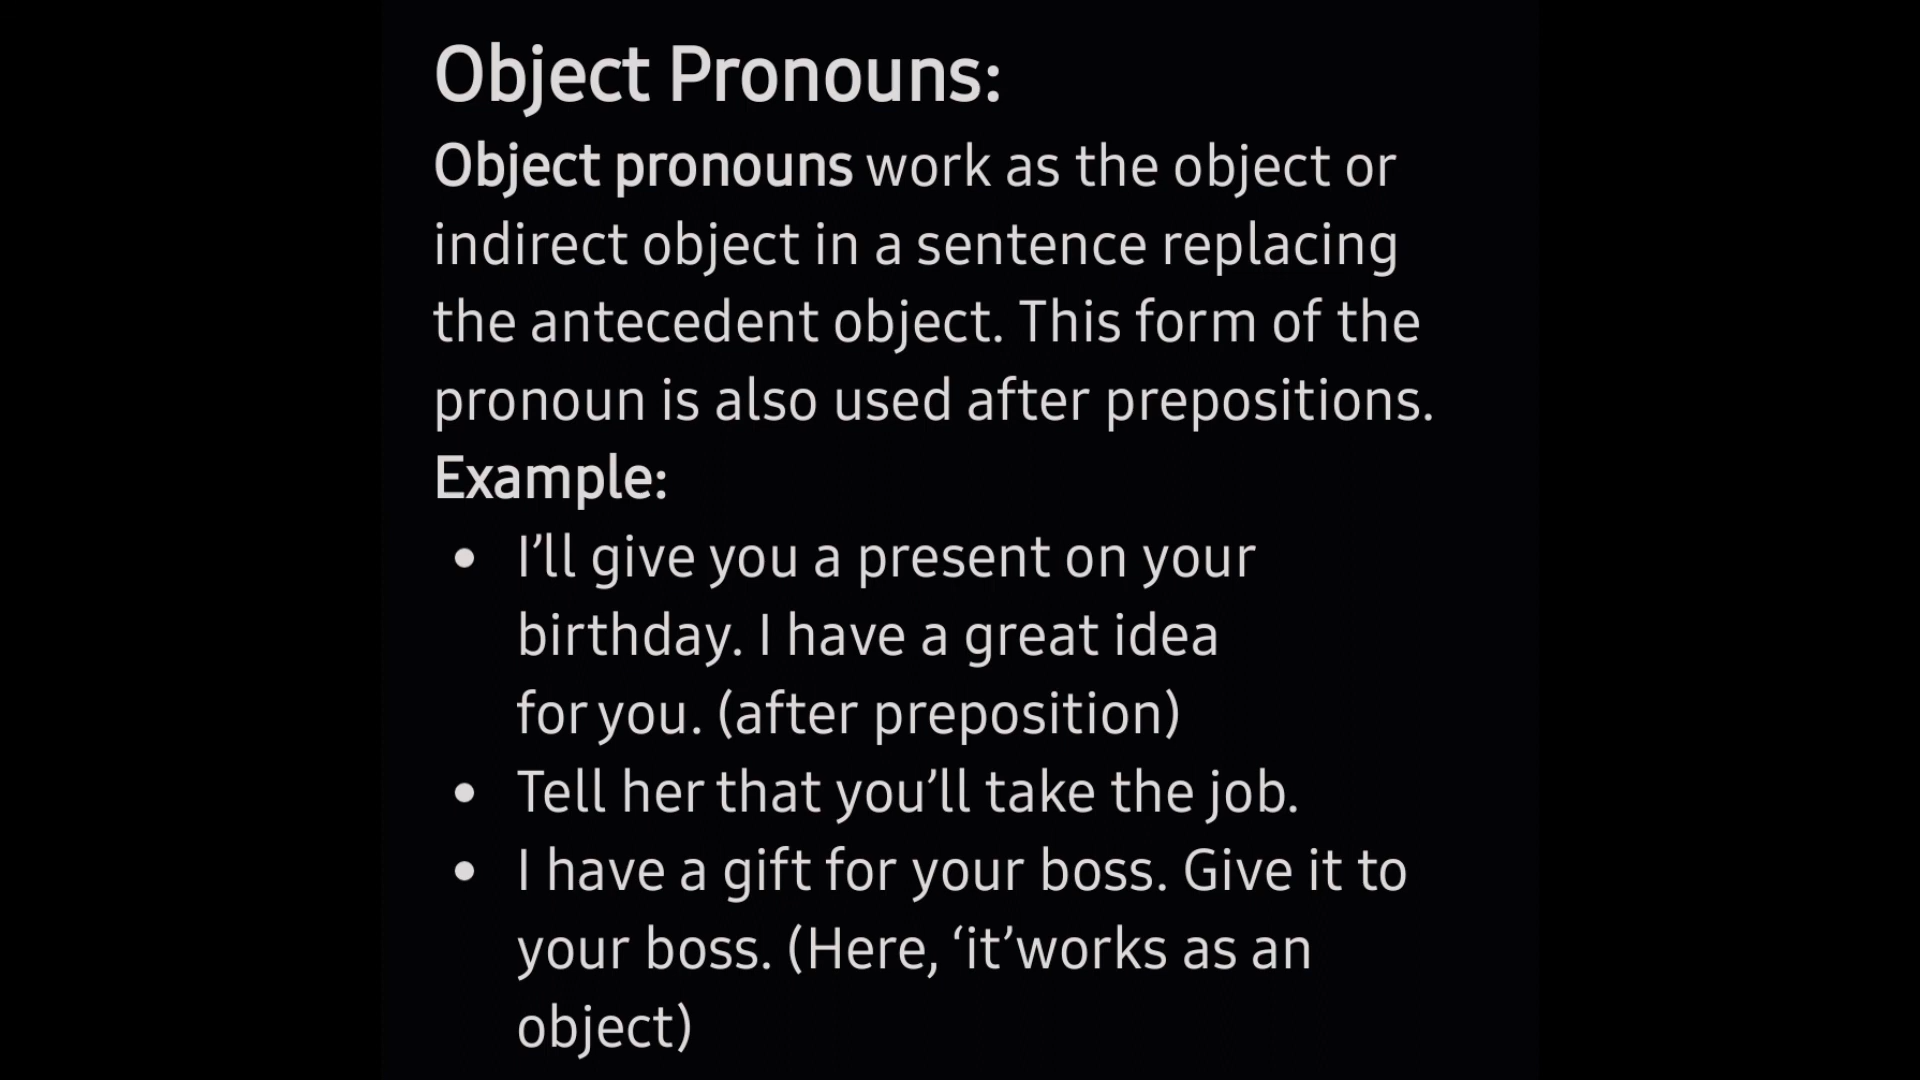 Object Pronouns:
Object pronouns work as the object or
indirect object in a sentence replacing
the antecedent object. This form of the
pronoun is also used after prepositions.
Example:
• I’ll give you a present on your
birthday. I have a great idea
for you. (after preposition)
• Tell her that you’ll take the job.
• I have a gift for your boss. Give it to
your boss. (Here, ‘it’works as an
object)